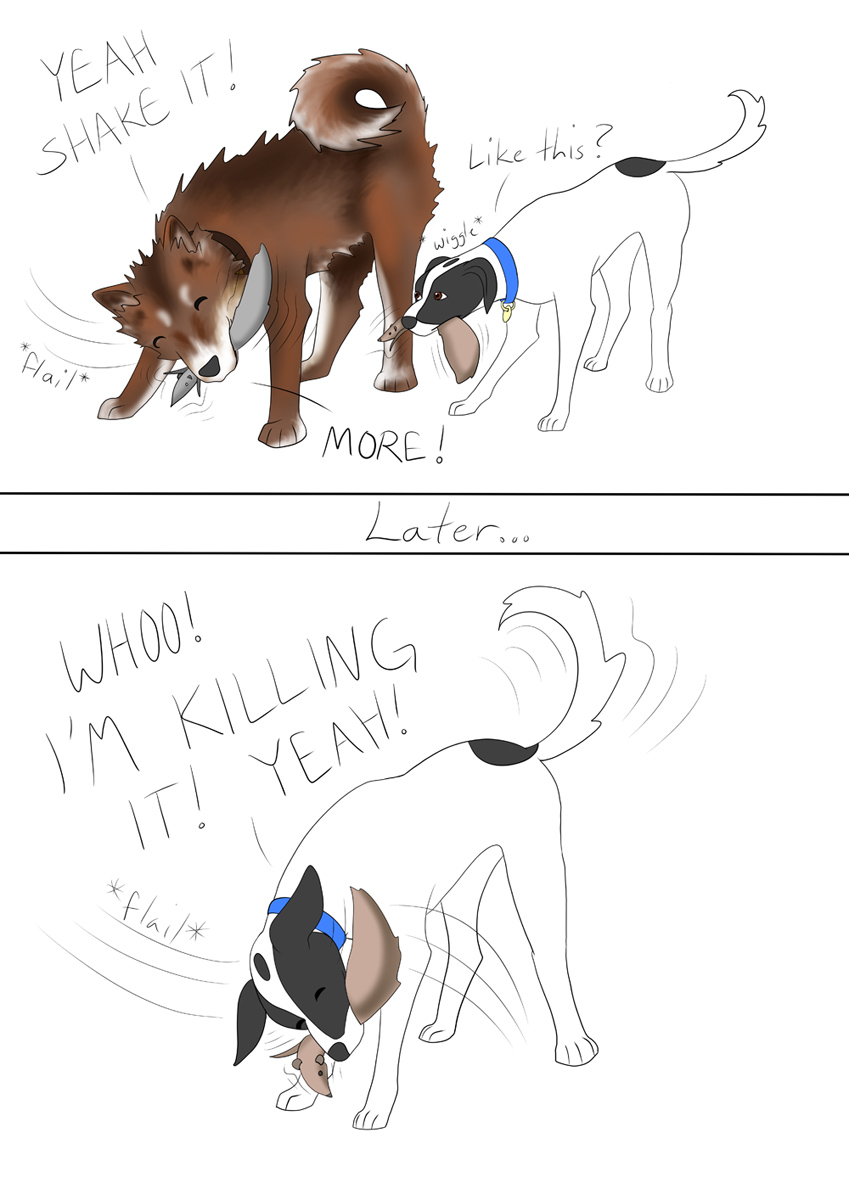 YEAH
SHAKE IT!
Like this?
*wiggle*
*flail*
MORE!
Later...
WHOO!
I'M KILLING
IT! YEAH!
*flail*